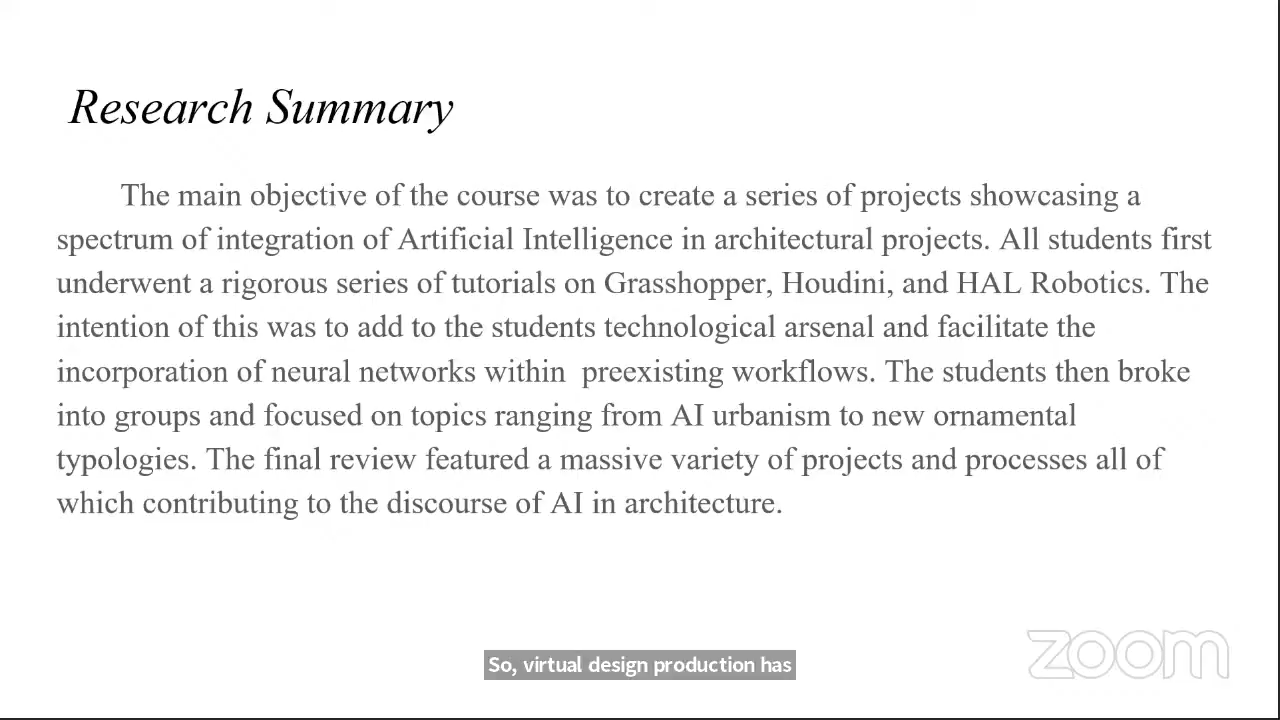 Research Summary
The main objective of the course was to create a series of projects showcasing a
spectrum of integration of Artificial Intelligence in architectural projects. All students first
underwent a rigorous series of tutorials on Grasshopper, Houdini, and HAL Robotics. The
intention of this was to add to the students technological arsenal and facilitate the
incorporation of neural networks within  preexisting workflows. The students then broke
into groups and focused on topics ranging from AI urbanism to new ornamental
typologies. The final review featured a massive variety of projects and processes all of
which contributing to the discourse of AI in architecture.
So, virtual design production has
zoom